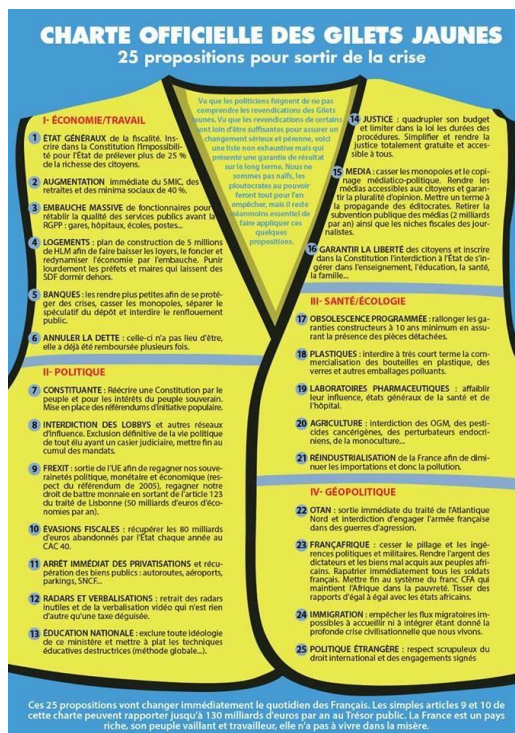 CHARTE OFFICIELLE DES GILETS JAUNES
25 propositions pour sortir de la crise
Vu que les politiciens feignent de ne pas
comprendre les revendications des Gilets
jaunes. Vu que les revendications de certains
sont loin d'être suffisantes pour assurer un
changement sérieux et pérenne, voici
une liste non exhaustive mais qui
présente une garantie de résultat
sur le long terme. Nous ne
sommes pas naïfs, les
ploutocrates au pouvoir
feront tout pour l'en
empêcher, mais il reste
néanmoins essentiel de
faire appliquer ces
quelques
propositions.
I- ÉCONOMIE/TRAVAIL
1 ÉTAT GÉNÉRAUX de la fiscalité. Ins-
crire dans la Constitution l'impossibili-
té pour l'État de prélever plus de 25 %
de la richesse des citoyens.
2 AUGMENTATION immédiate du SMIC, des
retraites et des minima sociaux de 40 %.
3 EMBAUCHE MASSIVE de fonctionnaires pour
rétablir la qualité des services publics avant la
RGPP : gares, hôpitaux, écoles, postes...
4 LOGEMENTS : plan de construction de 5 millions
de HLM afin de faire baisser les loyers, le foncier et
redynamiser l'économie par l'embauche. Punir
lourdement les préfets et maires qui laissent des
SDF dormir dehors.
5 BANQUES : les rendre plus petites afin de se proté-
ger des crises, casser les monopoles, séparer le
spéculatif du dépôt et interdire le renflouement
public.
6 ANNULER LA DETTE : celle-ci n'a pas lieu d'être,
elle a déjà été remboursée plusieurs fois.
II- POLITIQUE
7 CONSTITUANTE : Réécrire une Constitution par le
peuple et pour les intérêts du peuple souverain.
Mise en place des référendums d'initiative populaire.
8 INTERDICTION DES LOBBYS et autres réseaux
d'influence. Exclusion définitive de la vie politique
de tout élu ayant un casier judiciaire, mettre fin au
cumul des mandats.
9 FREXIT : sortie de l'UE afin de regagner nos souve-
rainetés politique, monétaire et économique (res-
pect du référendum de 2005), regagner notre
droit de battre monnaie en sortant de l'article 123
du traité de Lisbonne (50 milliards d'euros d'éco-
nomies par an).
10 ÉVASIONS FISCALES : récupérer les 80 milliards
d'euros abandonnés par l'État chaque année au
CAC 40.
11 ARRÊT IMMÉDIAT DES PRIVATISATIONS et récu-
pération des biens publics : autoroutes, aéroports,
parkings, SNCF...
12 RADARS ET VERBALISATIONS : retrait des radars
inutiles et de la verbalisation vidéo qui n'est rien
d'autre qu'une taxe déguisée.
13 ÉDUCATION NATIONALE : exclure toute idéologie
de ce ministère et mettre à plat les techniques
éducatives destructrices (méthode globale...).
14 JUSTICE : quadrupler son budget
et limiter dans la loi les durées des
procédures. Simplifier et rendre la
justice totalement gratuite et acces-
sible à tous.
15 MEDIA : casser les monopoles et le copi-
nage médiatico-politique. Rendre les
médias accessibles aux citoyens et garan-
tir la pluralité d'opinion. Mettre un terme à
la propagande des éditocrates. Retirer la
subvention publique des médias (2 milliards
par an) ainsi que les niches fiscales des jour-
nalistes.
16 GARANTIR LA LIBERTÉ des citoyens et inscrire
dans la Constitution l'interdiction à l'État de s'in-
gérer dans l'enseignement, l'éducation, la santé,
la famille...
III- SANTÉ/ÉCOLOGIE
17 OBSOLESCENCE PROGRAMMÉE : rallonger les ga-
ranties constructeurs à 10 ans minimum en assu-
rant la présence des pièces détachées.
18 PLASTIQUES : interdire à très court terme la com-
mercialisation des bouteilles en plastique, des
verres et autres emballages polluants.
19 LABORATOIRES PHARMACEUTIQUES : affaiblir
leur influence, états généraux de la santé et de
l'hôpital.
20 AGRICULTURE : interdiction des OGM, des pesti-
cides cancérigènes, des perturbateurs endocri-
niens, de la monoculture...
21 RÉINDUSTRIALISATION de la France afin de dimi-
nuer les importations et donc la pollution.
IV- GÉOPOLITIQUE
22 OTAN : sortie immédiate du traité de l'Atlantique
Nord et interdiction d'engager l'armée française
dans des guerres d'agression.
23 FRANÇAFRIQUE : cesser le pillage et les ingé-
rences politiques et militaires. Rendre l'argent des
dictateurs et les biens mal acquis aux peuples afri-
cains. Rapatrier immédiatement tous les soldats
français. Mettre fin au système du franc CFA qui
maintient l'Afrique dans la pauvreté. Tisser des
rapports d'égal à égal avec les états africains.
24 IMMIGRATION : empêcher les flux migratoires im-
possibles à accueillir ni à intégrer étant donné la
profonde crise civilisationnelle que nous vivons.
25 POLITIQUE ÉTRANGÈRE : respect scrupuleux du
droit international et des engagements signés
Ces 25 propositions vont changer immédiatement le quotidien des Français. Les simples articles 9 et 10 de
cette charte peuvent rapporter jusqu'à 130 milliards d'euros par an au Trésor public. La France est un pays
riche, son peuple vaillant et travailleur, elle n'a pas à vivre dans la misère.